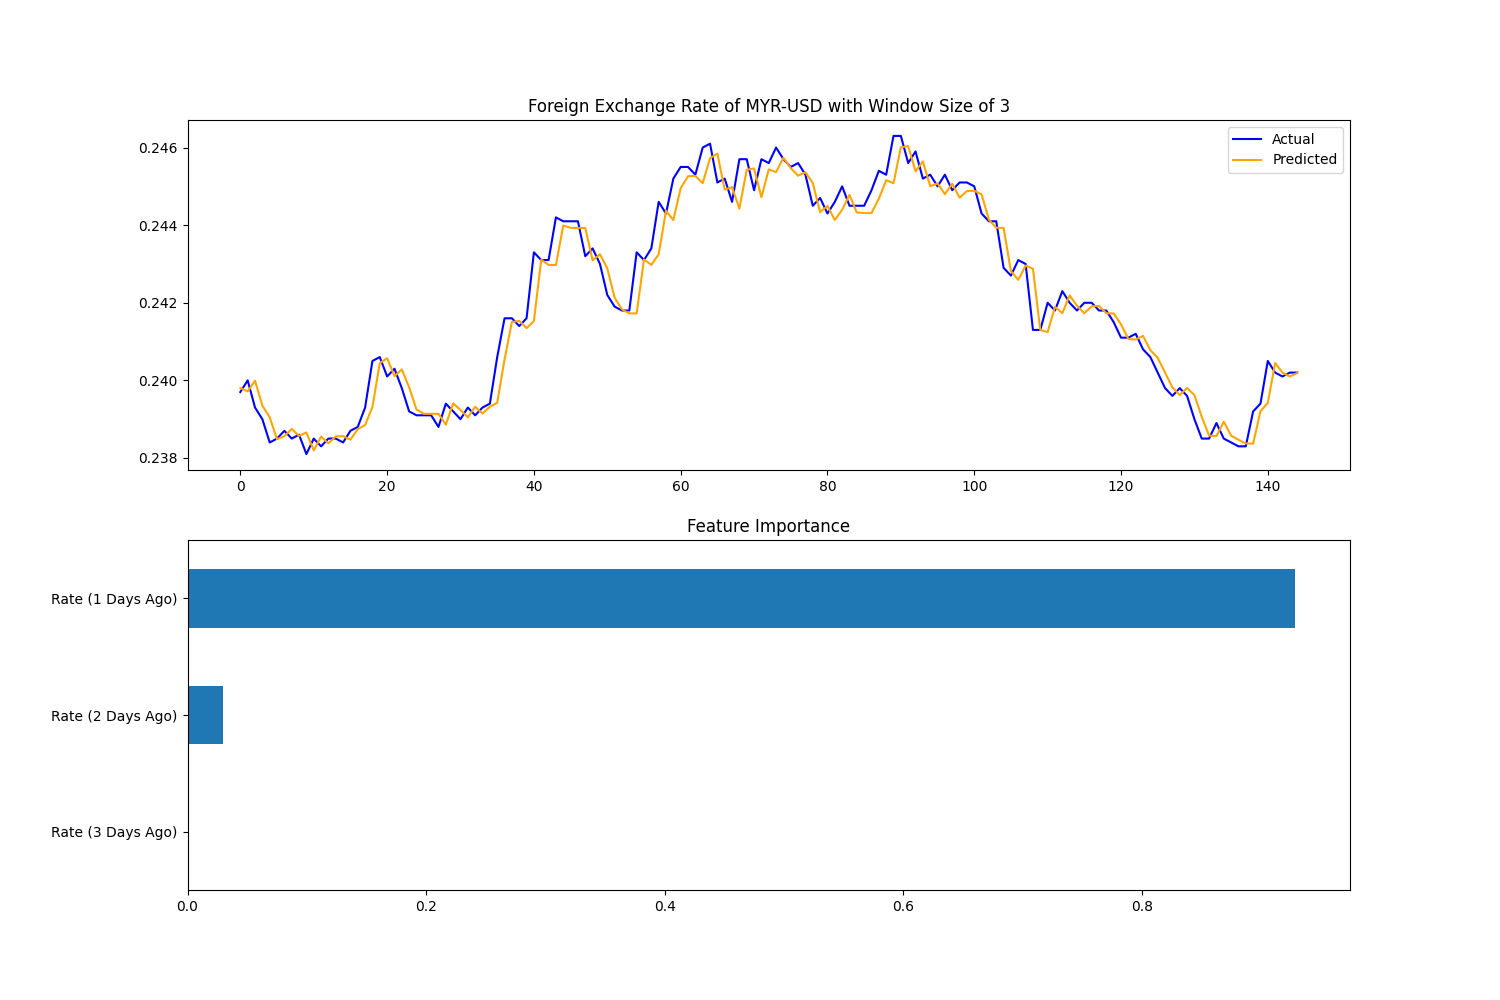 Foreign Exchange Rate of MYR-USD with Window Size of 3
Actual
Predicted
0.246
0.244
0.242
0.240
0.238
0 20 40 60 80 100 120 140
Feature Importance
Rate (1 Days Ago)
Rate (2 Days Ago)
Rate (3 Days Ago)
0.0 0.2 0.4 0.6 0.8